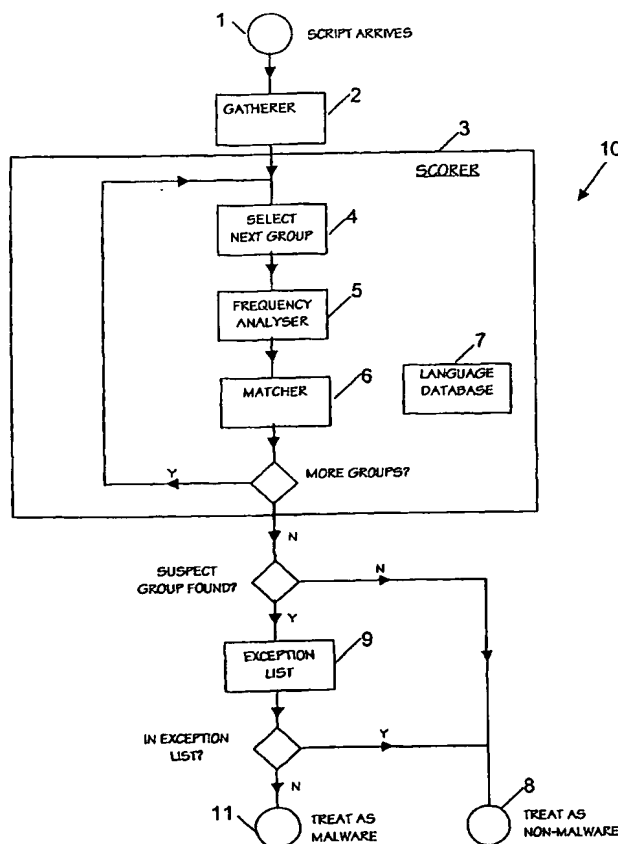 1
SCRIPT ARRIVES
2
GATHERER
3
SCORER
10
SELECT
NEXT GROUP
4
FREQUENCY
ANALYSER
5
MATCHER
6
7
LANGUAGE
DATABASE
Y
MORE GROUPS?
N
SUSPECT
GROUP FOUND?
N
Y
EXCEPTION
LIST
9
IN EXCEPTION
LIST?
Y
N
8
11
TREAT AS
MALWARE
TREAT AS
NON-MALWARE